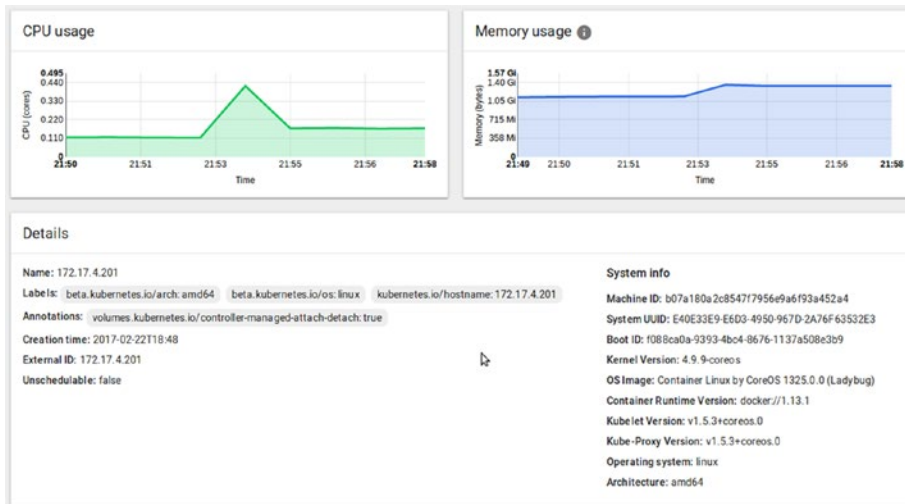 CPU usage
0.495
0.440
0.330
0.220
0.110
0
CPU (cores)
21:50 21:51 21:53 21:55 21:56 21:58
Time
Memory usage
1.57 Gi
1.40 Gi
1.05 Gi
715 Mi
358 Mi
0
Memory (bytes)
21:49 21:50 21:51 21:53 21:55 21:56 21:58
Time
Details
Name: 172.17.4.201
Labels: beta.kubernetes.io/arch: amd64 beta.kubernetes.io/os: linux kubernetes.io/hostname: 172.17.4.201
Annotations: volumes.kubernetes.io/controller-managed-attach-detach: true
Creation time: 2017-02-22T18:48
External ID: 172.17.4.201
Unschedulable: false
System info
Machine ID: b07a180a2c8547f7956e9a6f93a452a4
System UUID: E40E33E9-E6D3-4950-967D-2A76F63532E3
Boot ID: f088ca0a-9393-4bc4-8676-1137a508e3b9
Kernel Version: 4.9.9-coreos
OS Image: Container Linux by CoreOS 1325.0.0 (Ladybug)
Container Runtime Version: docker://1.13.1
Kubelet Version: v1.5.3+coreos.0
Kube-Proxy Version: v1.5.3+coreos.0
Operating system: linux
Architecture: amd64